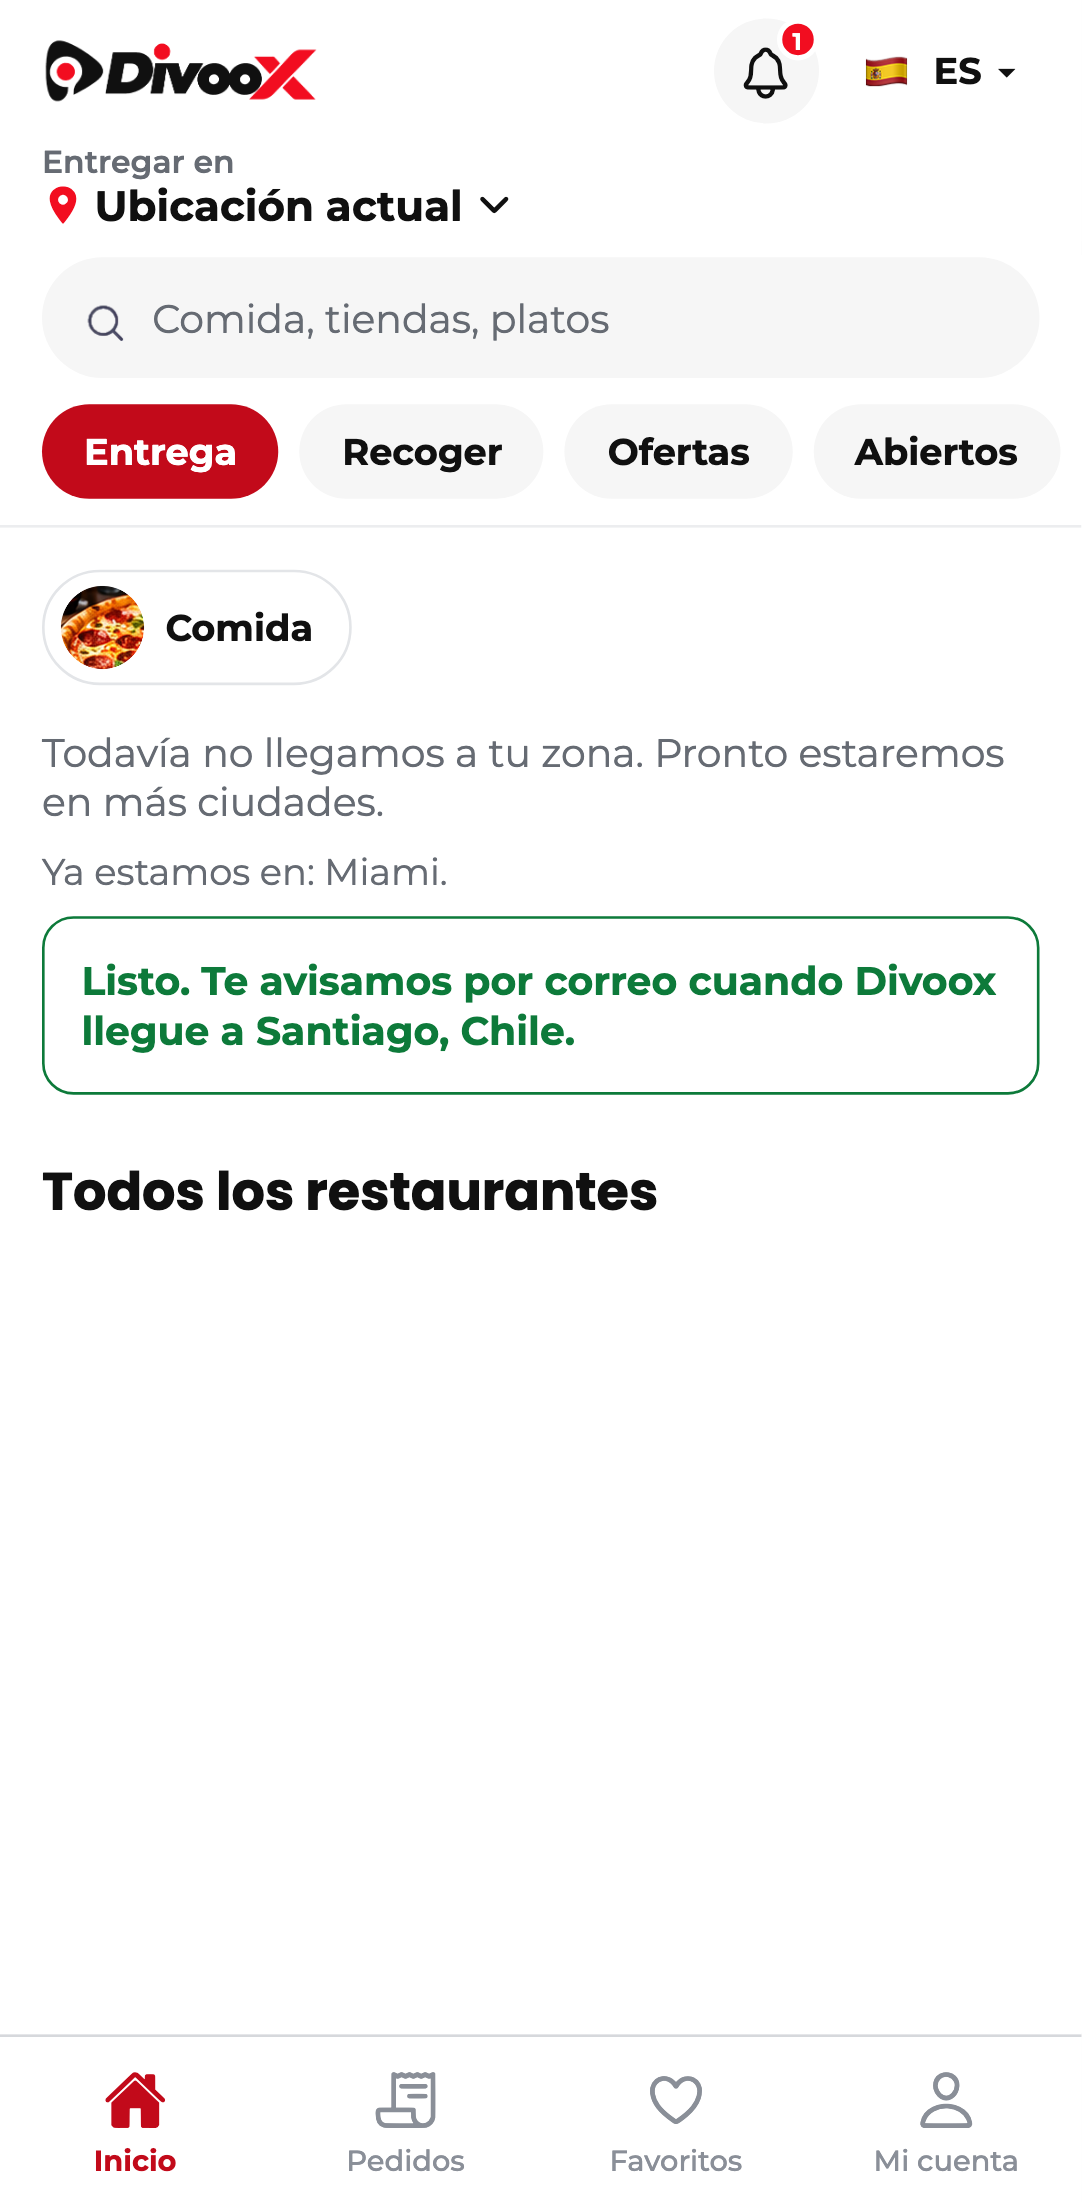 DivooX
1
ES
Entregar en
Ubicación actual
Comida, tiendas, platos
Entrega
Recoger
Ofertas
Abiertos
Comida
Todavía no llegamos a tu zona. Pronto estaremos
en más ciudades.
Ya estamos en: Miami.
Listo. Te avisamos por correo cuando Divoox
llegue a Santiago, Chile.
Todos los restaurantes
Inicio
Pedidos
Favoritos
Mi cuenta